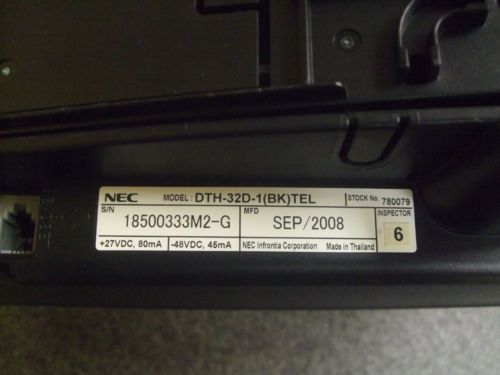 NEC MODEL: DTH-32D-1(BK)TEL STOCK No. 780079
S/N 18500333M2-G MFD SEP/2008 INSPECTOR 6
+27VDC, 80mA -48VDC, 45mA NEC Infrontia Corporation Made in Thailand